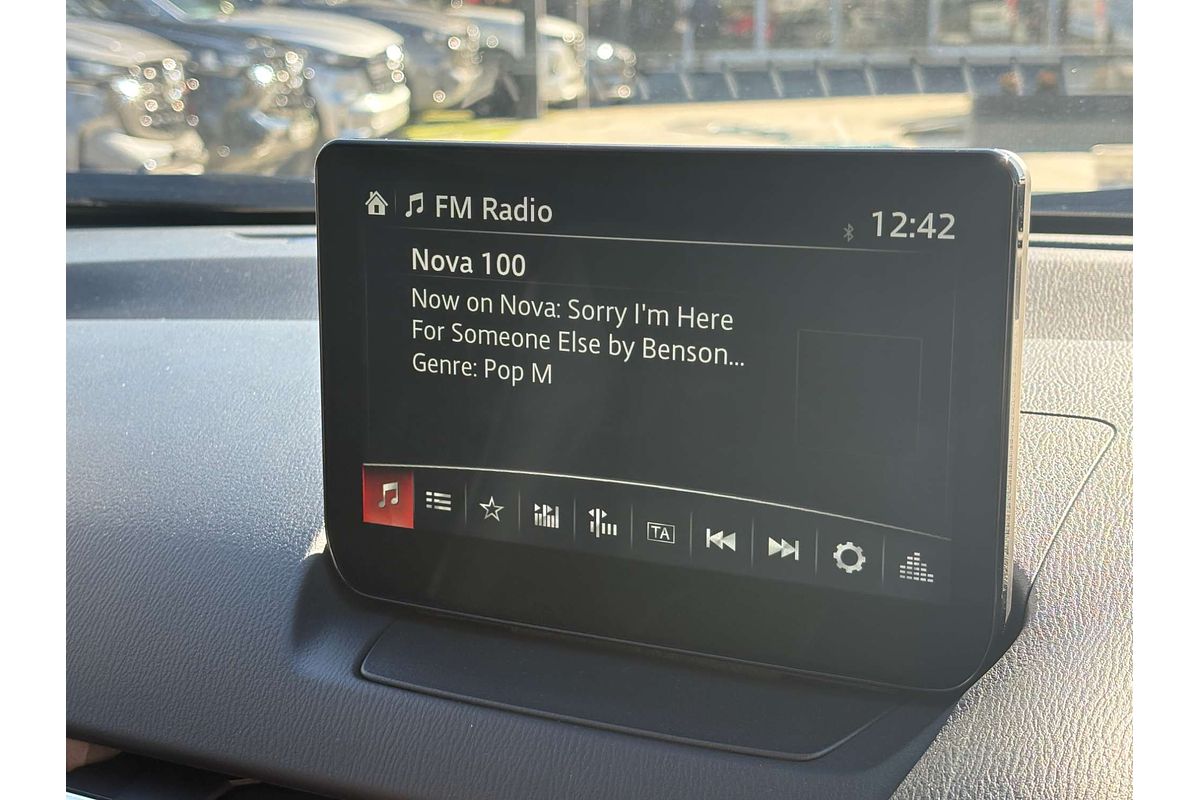 FM Radio
12:42
Nova 100
Now on Nova: Sorry I'm Here
For Someone Else by Benson...
Genre: Pop M
TA